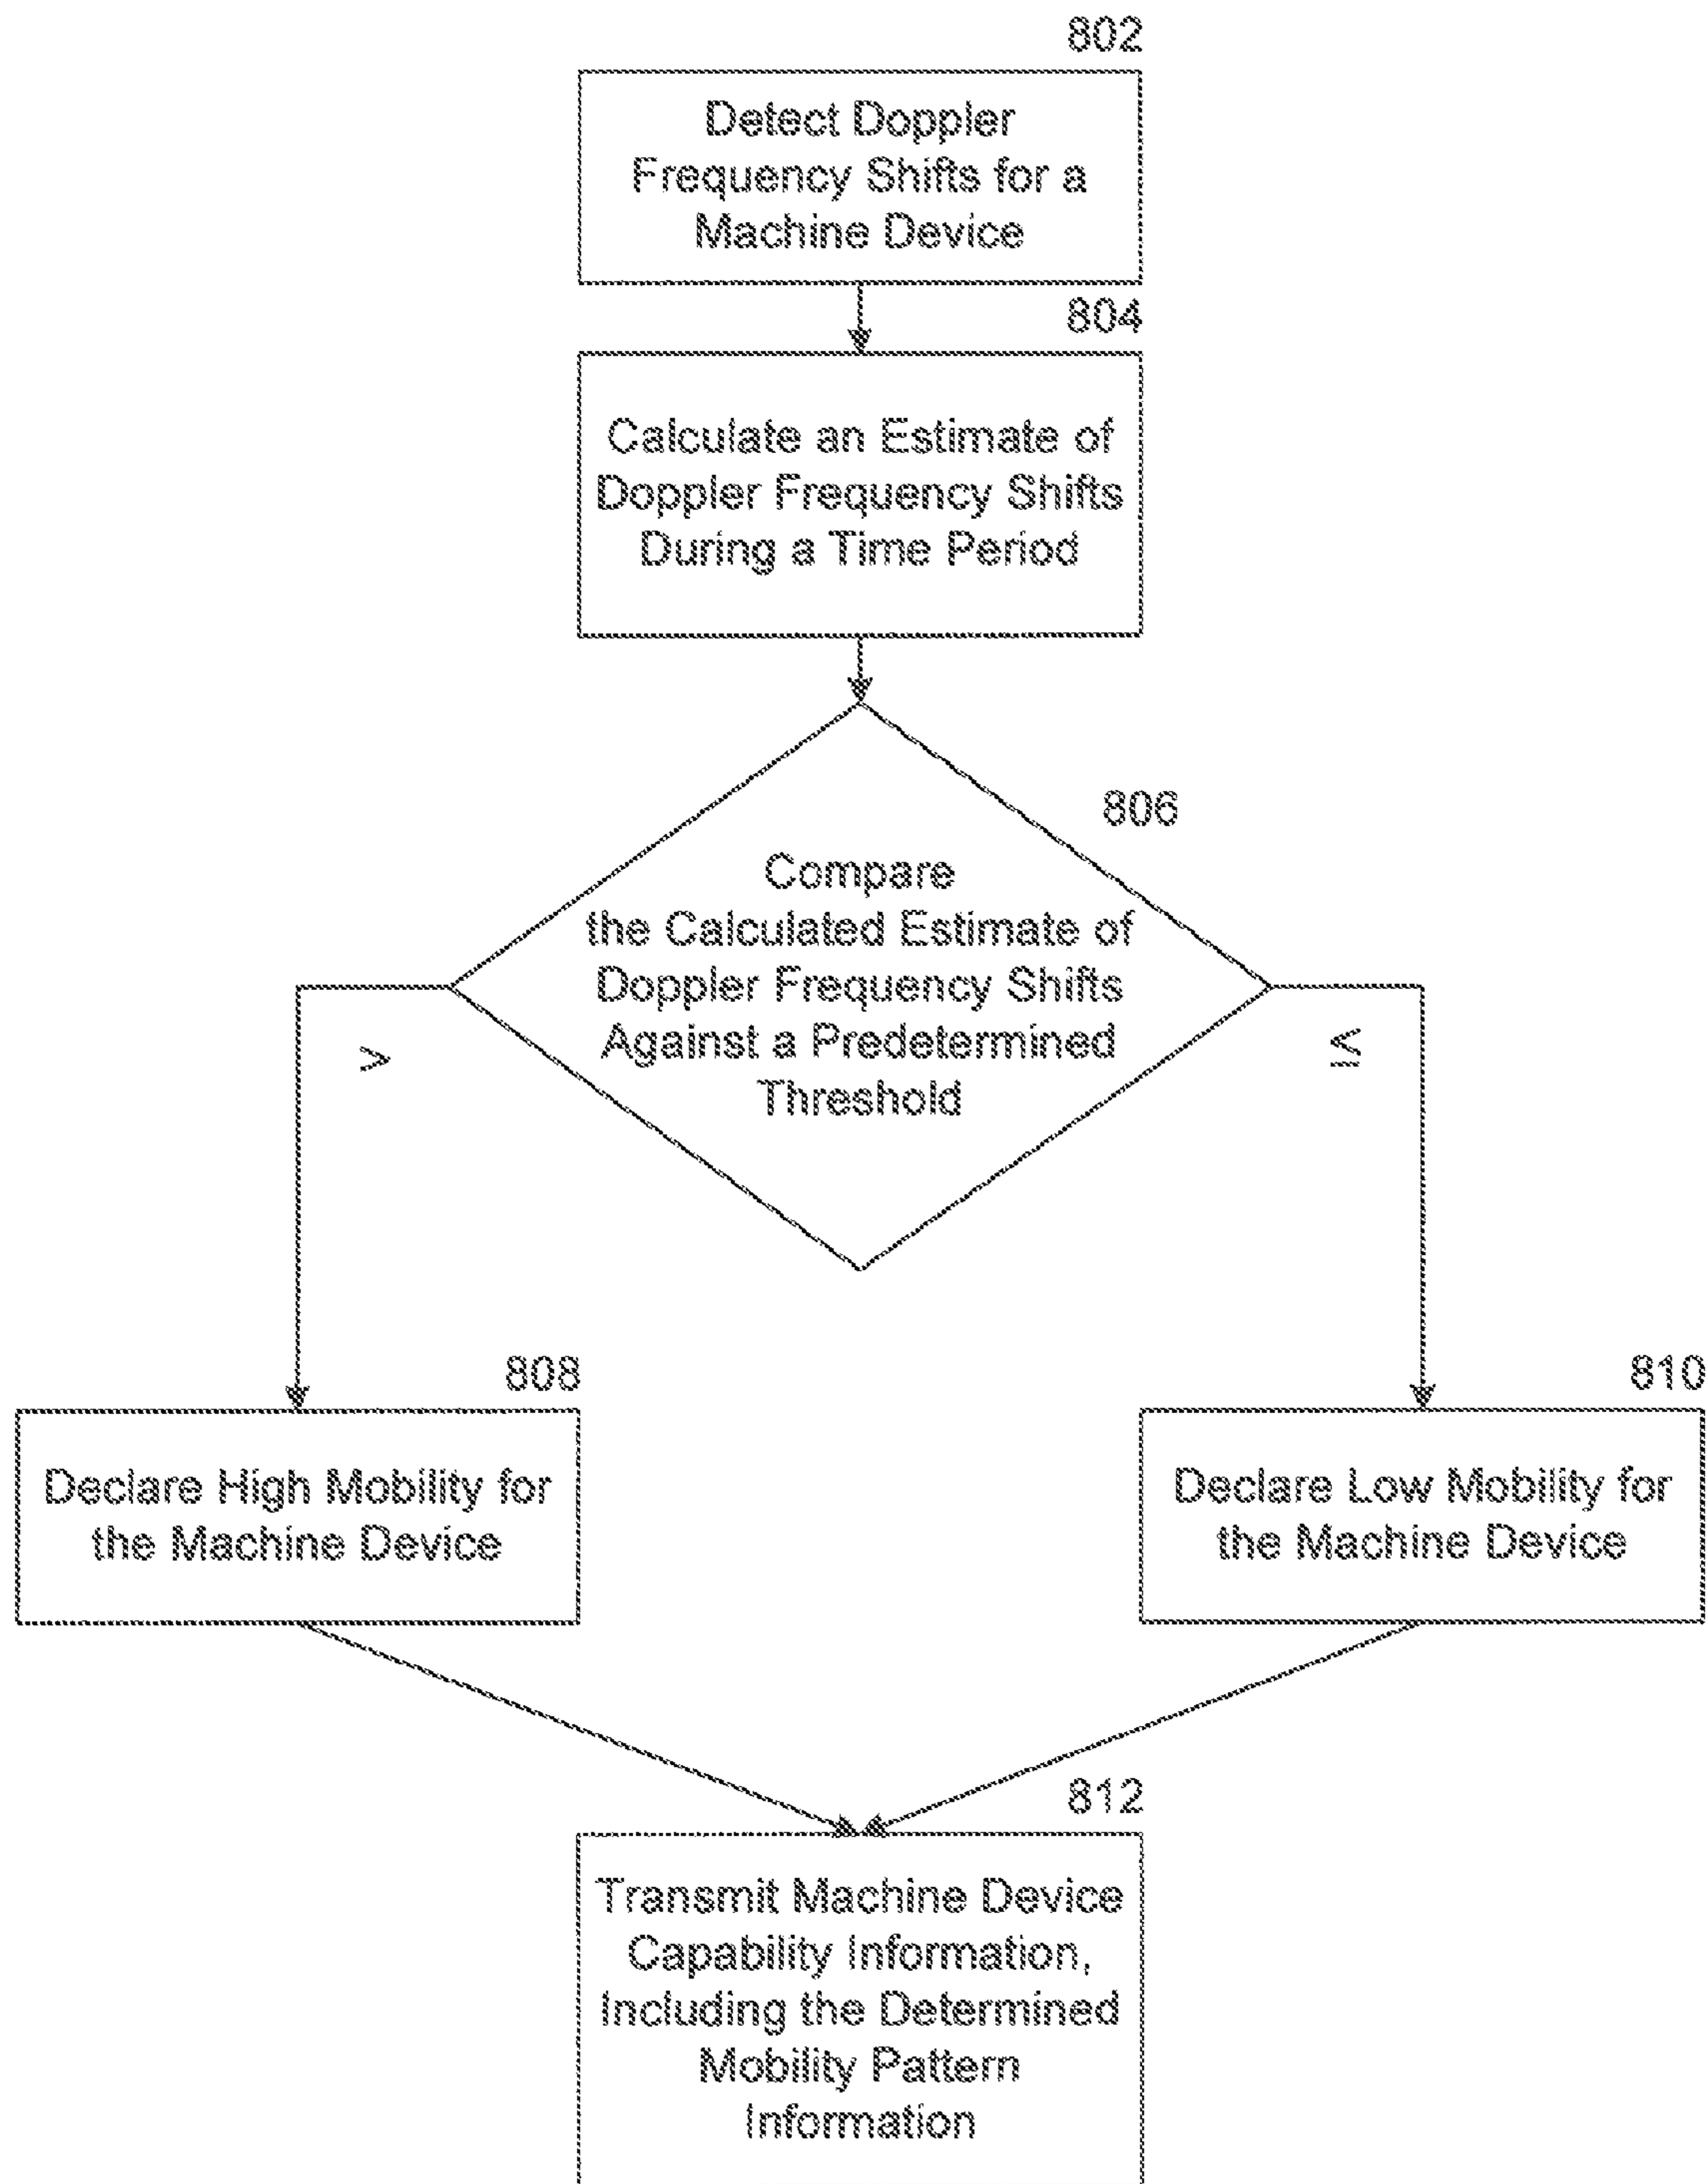 802
Detect Doppler
Frequency Shifts for a
Machine Device
804
Calculate an Estimate of
Doppler Frequency Shifts
During a Time Period
806
Compare
the Calculated Estimate of
Doppler Frequency Shifts
Against a Predetermined
Threshold
>
≤
808
Declare High Mobility for
the Machine Device
810
Declare Low Mobility for
the Machine Device
812
Transmit Machine Device
Capability Information,
Including the Determined
Mobility Pattern
Information